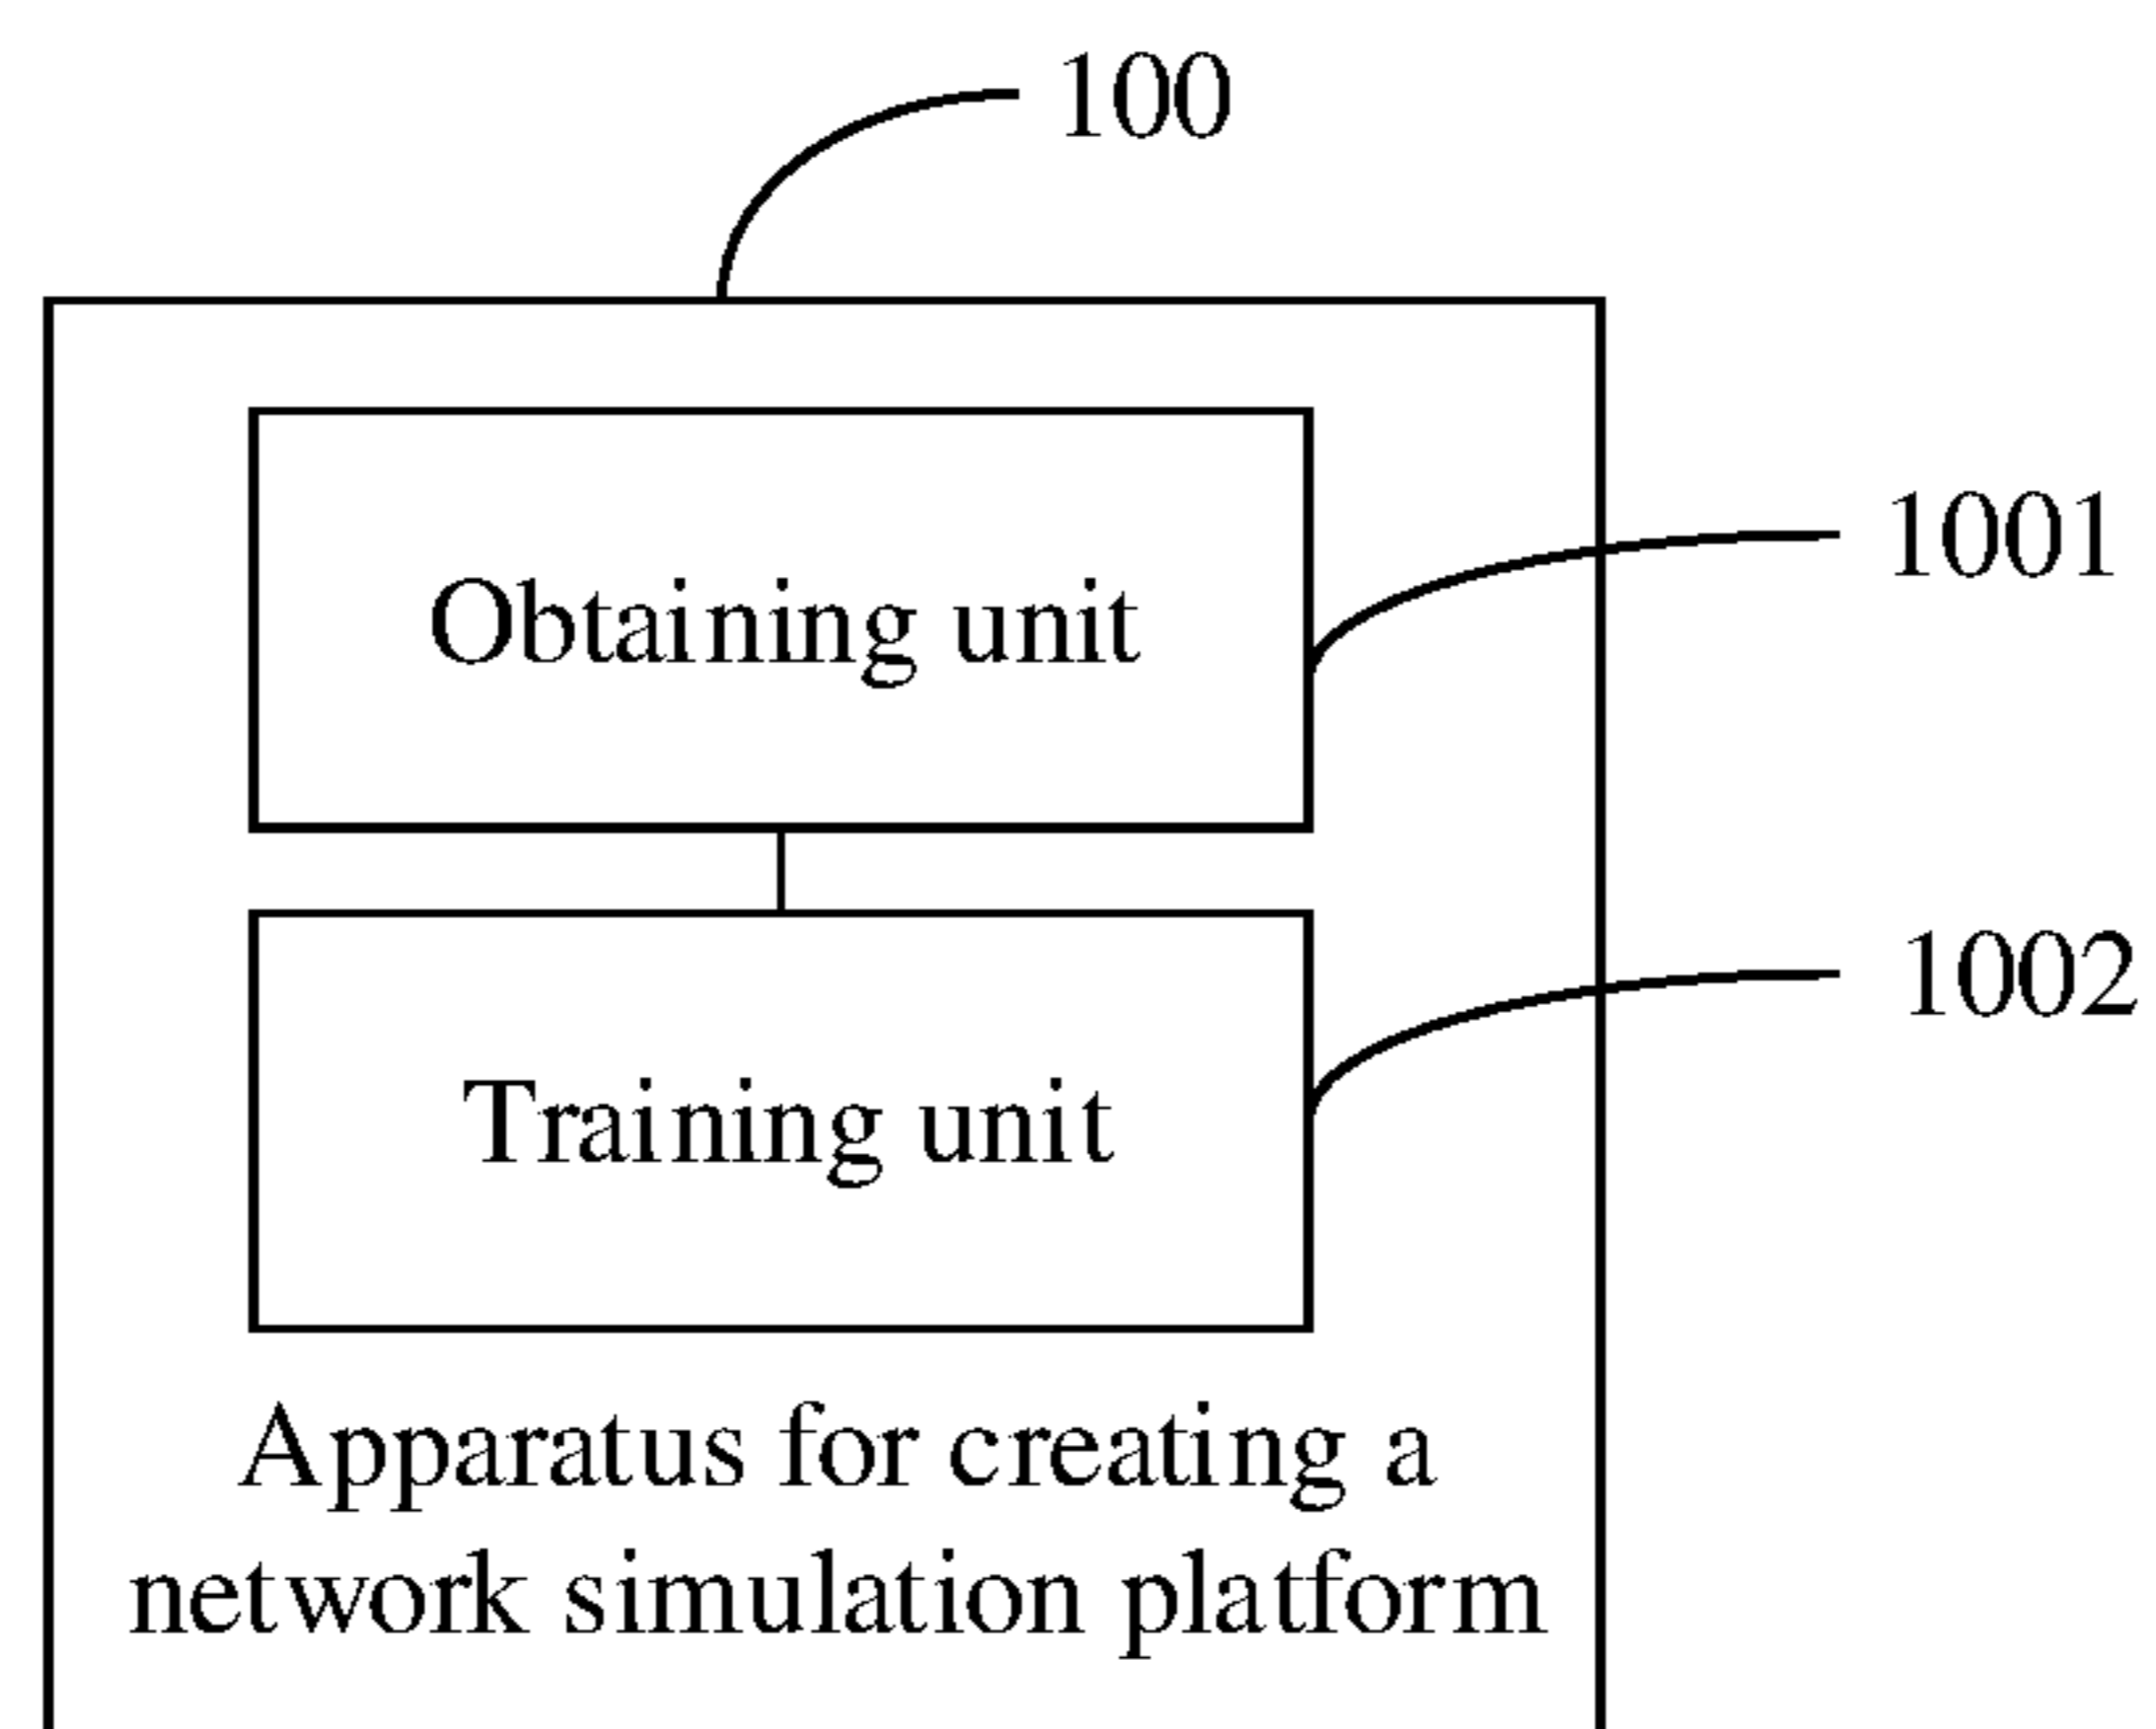 100
Obtaining unit
1001
Training unit
1002
Apparatus for creating a
network simulation platform